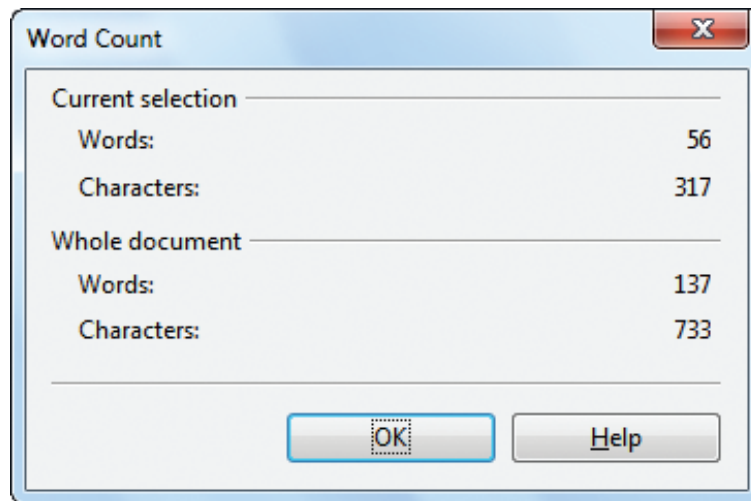 Word Count
Current selection
Words: 56
Characters: 317
Whole document
Words: 137
Characters: 733
OK Help